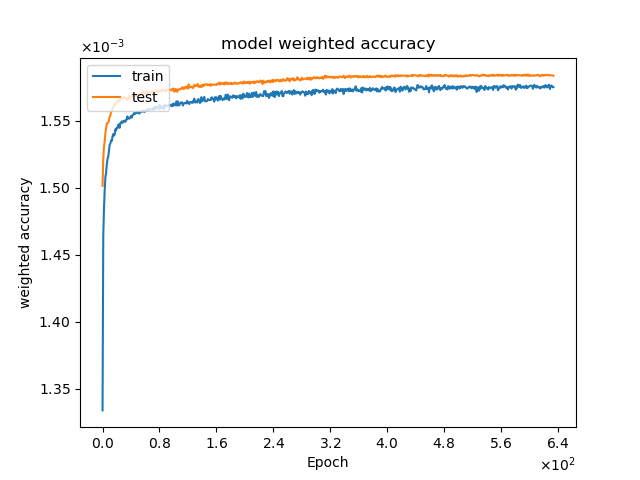 model weighted accuracy
×10⁻³
train
test
1.55
1.50
1.45
1.40
1.35
weighted accuracy
0.0 0.8 1.6 2.4 3.2 4.0 4.8 5.6 6.4
Epoch
×10²